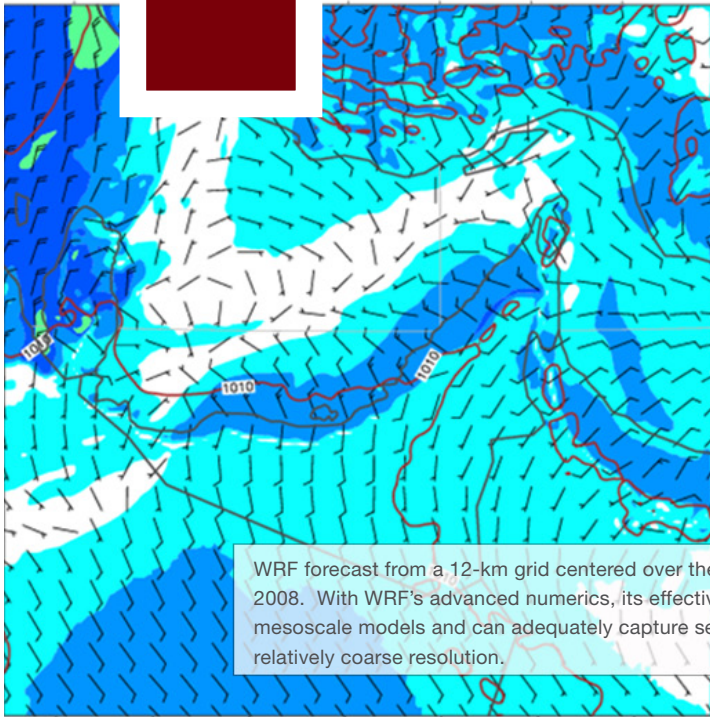 1010
1010
1010
WRF forecast from a 12-km grid centered over the
2008. With WRF's advanced numerics, its effectiv
mesoscale models and can adequately capture se
relatively coarse resolution.